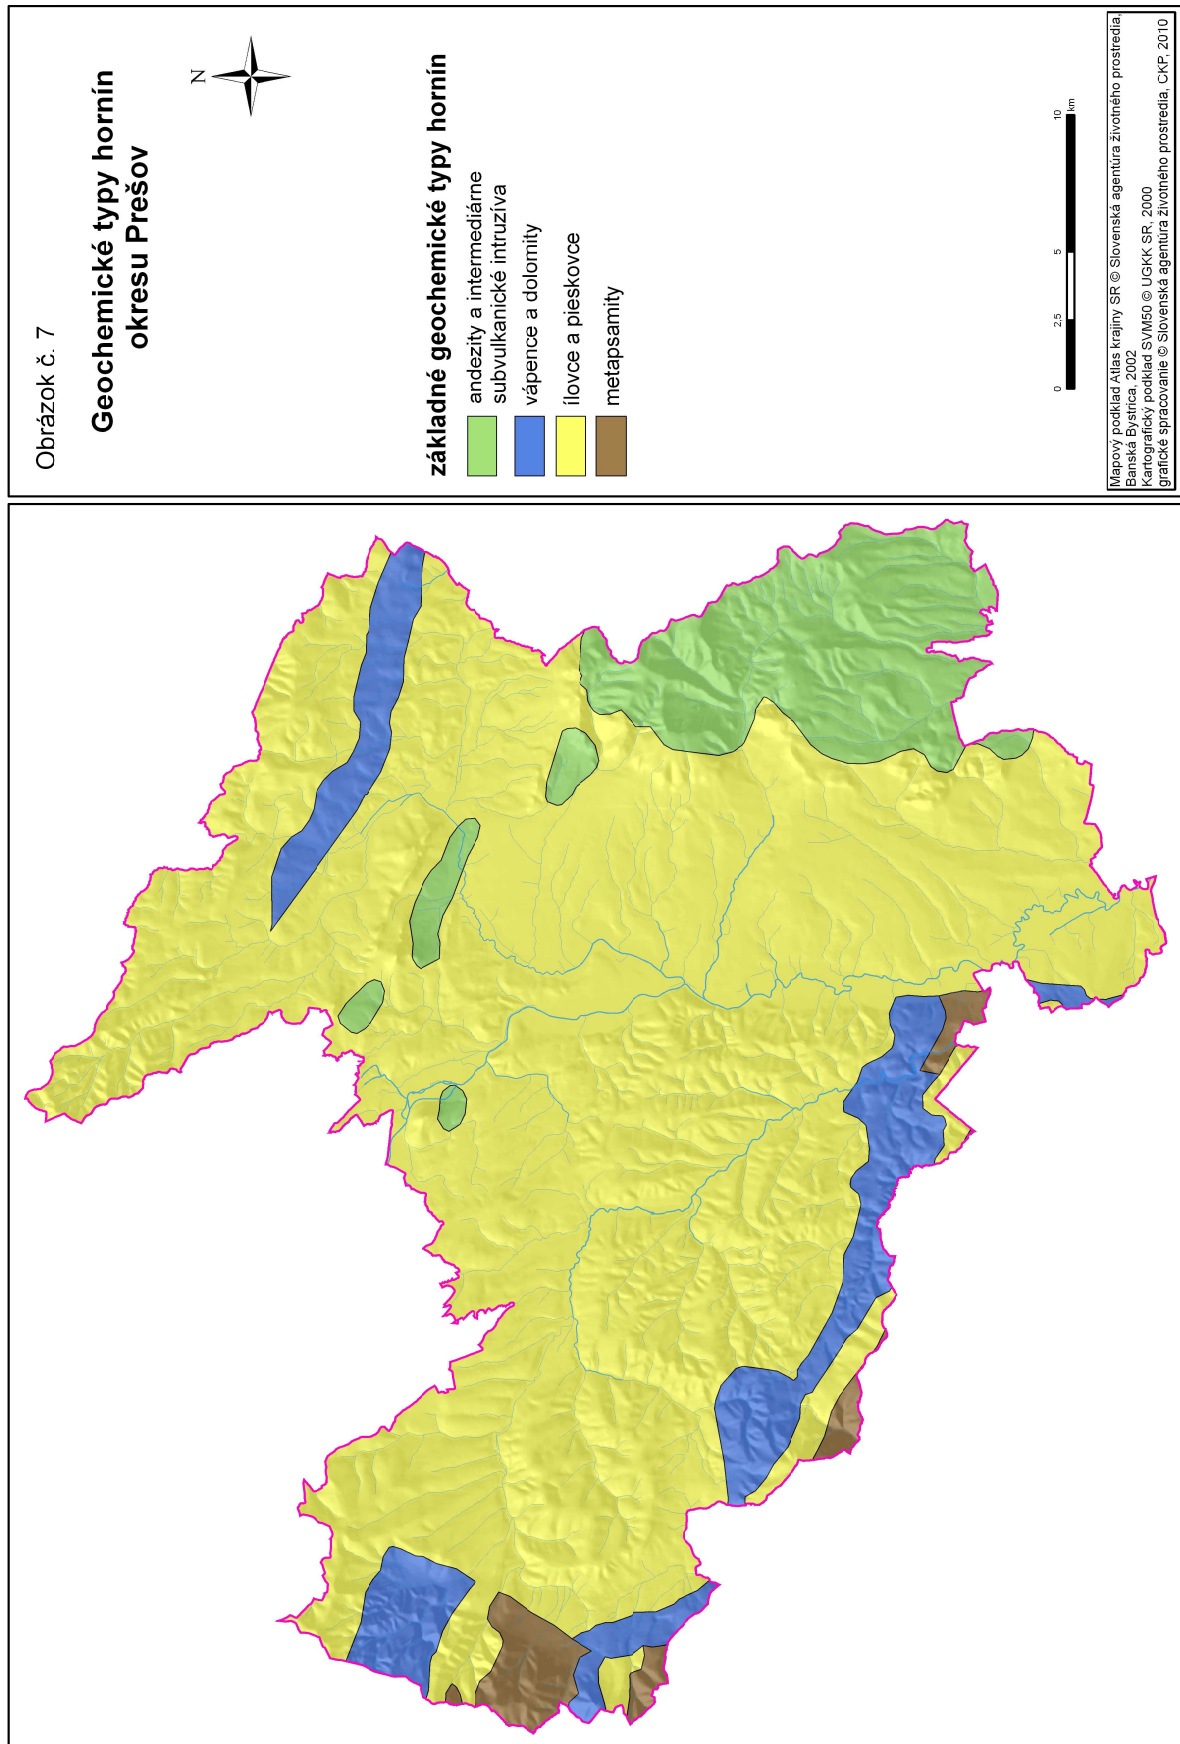 Obrázok č. 7
Geochemické typy hornín
okresu Prešov
N
základné geochemické typy hornín
andezity a intermediárne
subvulkanické intruzíva
vápence a dolomity
ílovce a pieskovce
metapsamity
0 2,5 5 10
km
Mapový podklad Atlas krajiny SR © Slovenská agentúra životného prostredia,
Banská Bystrica, 2002
Kartografický podklad SVM50 © UGKK SR, 2000
grafické spracovanie © Slovenská agentúra životného prostredia, CKP, 2010